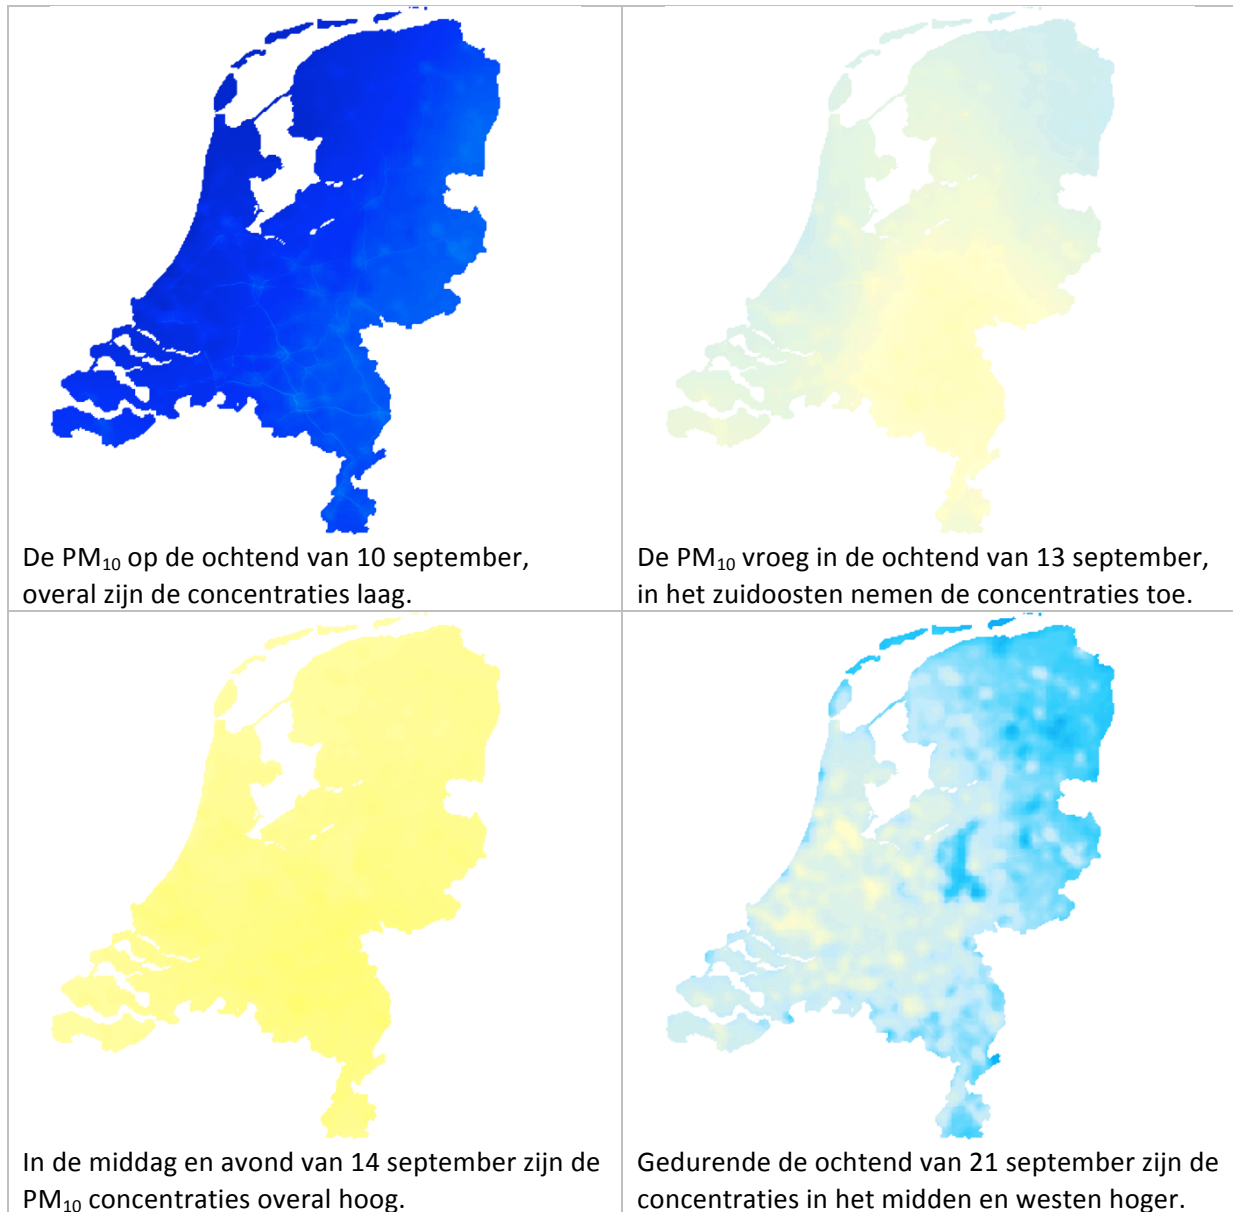 De PM₁₀ op de ochtend van 10 september,
overal zijn de concentraties laag.
De PM₁₀ vroeg in de ochtend van 13 september,
in het zuidoosten nemen de concentraties toe.
In de middag en avond van 14 september zijn de
PM₁₀ concentraties overal hoog.
Gedurende de ochtend van 21 september zijn de
concentraties in het midden en westen hoger.